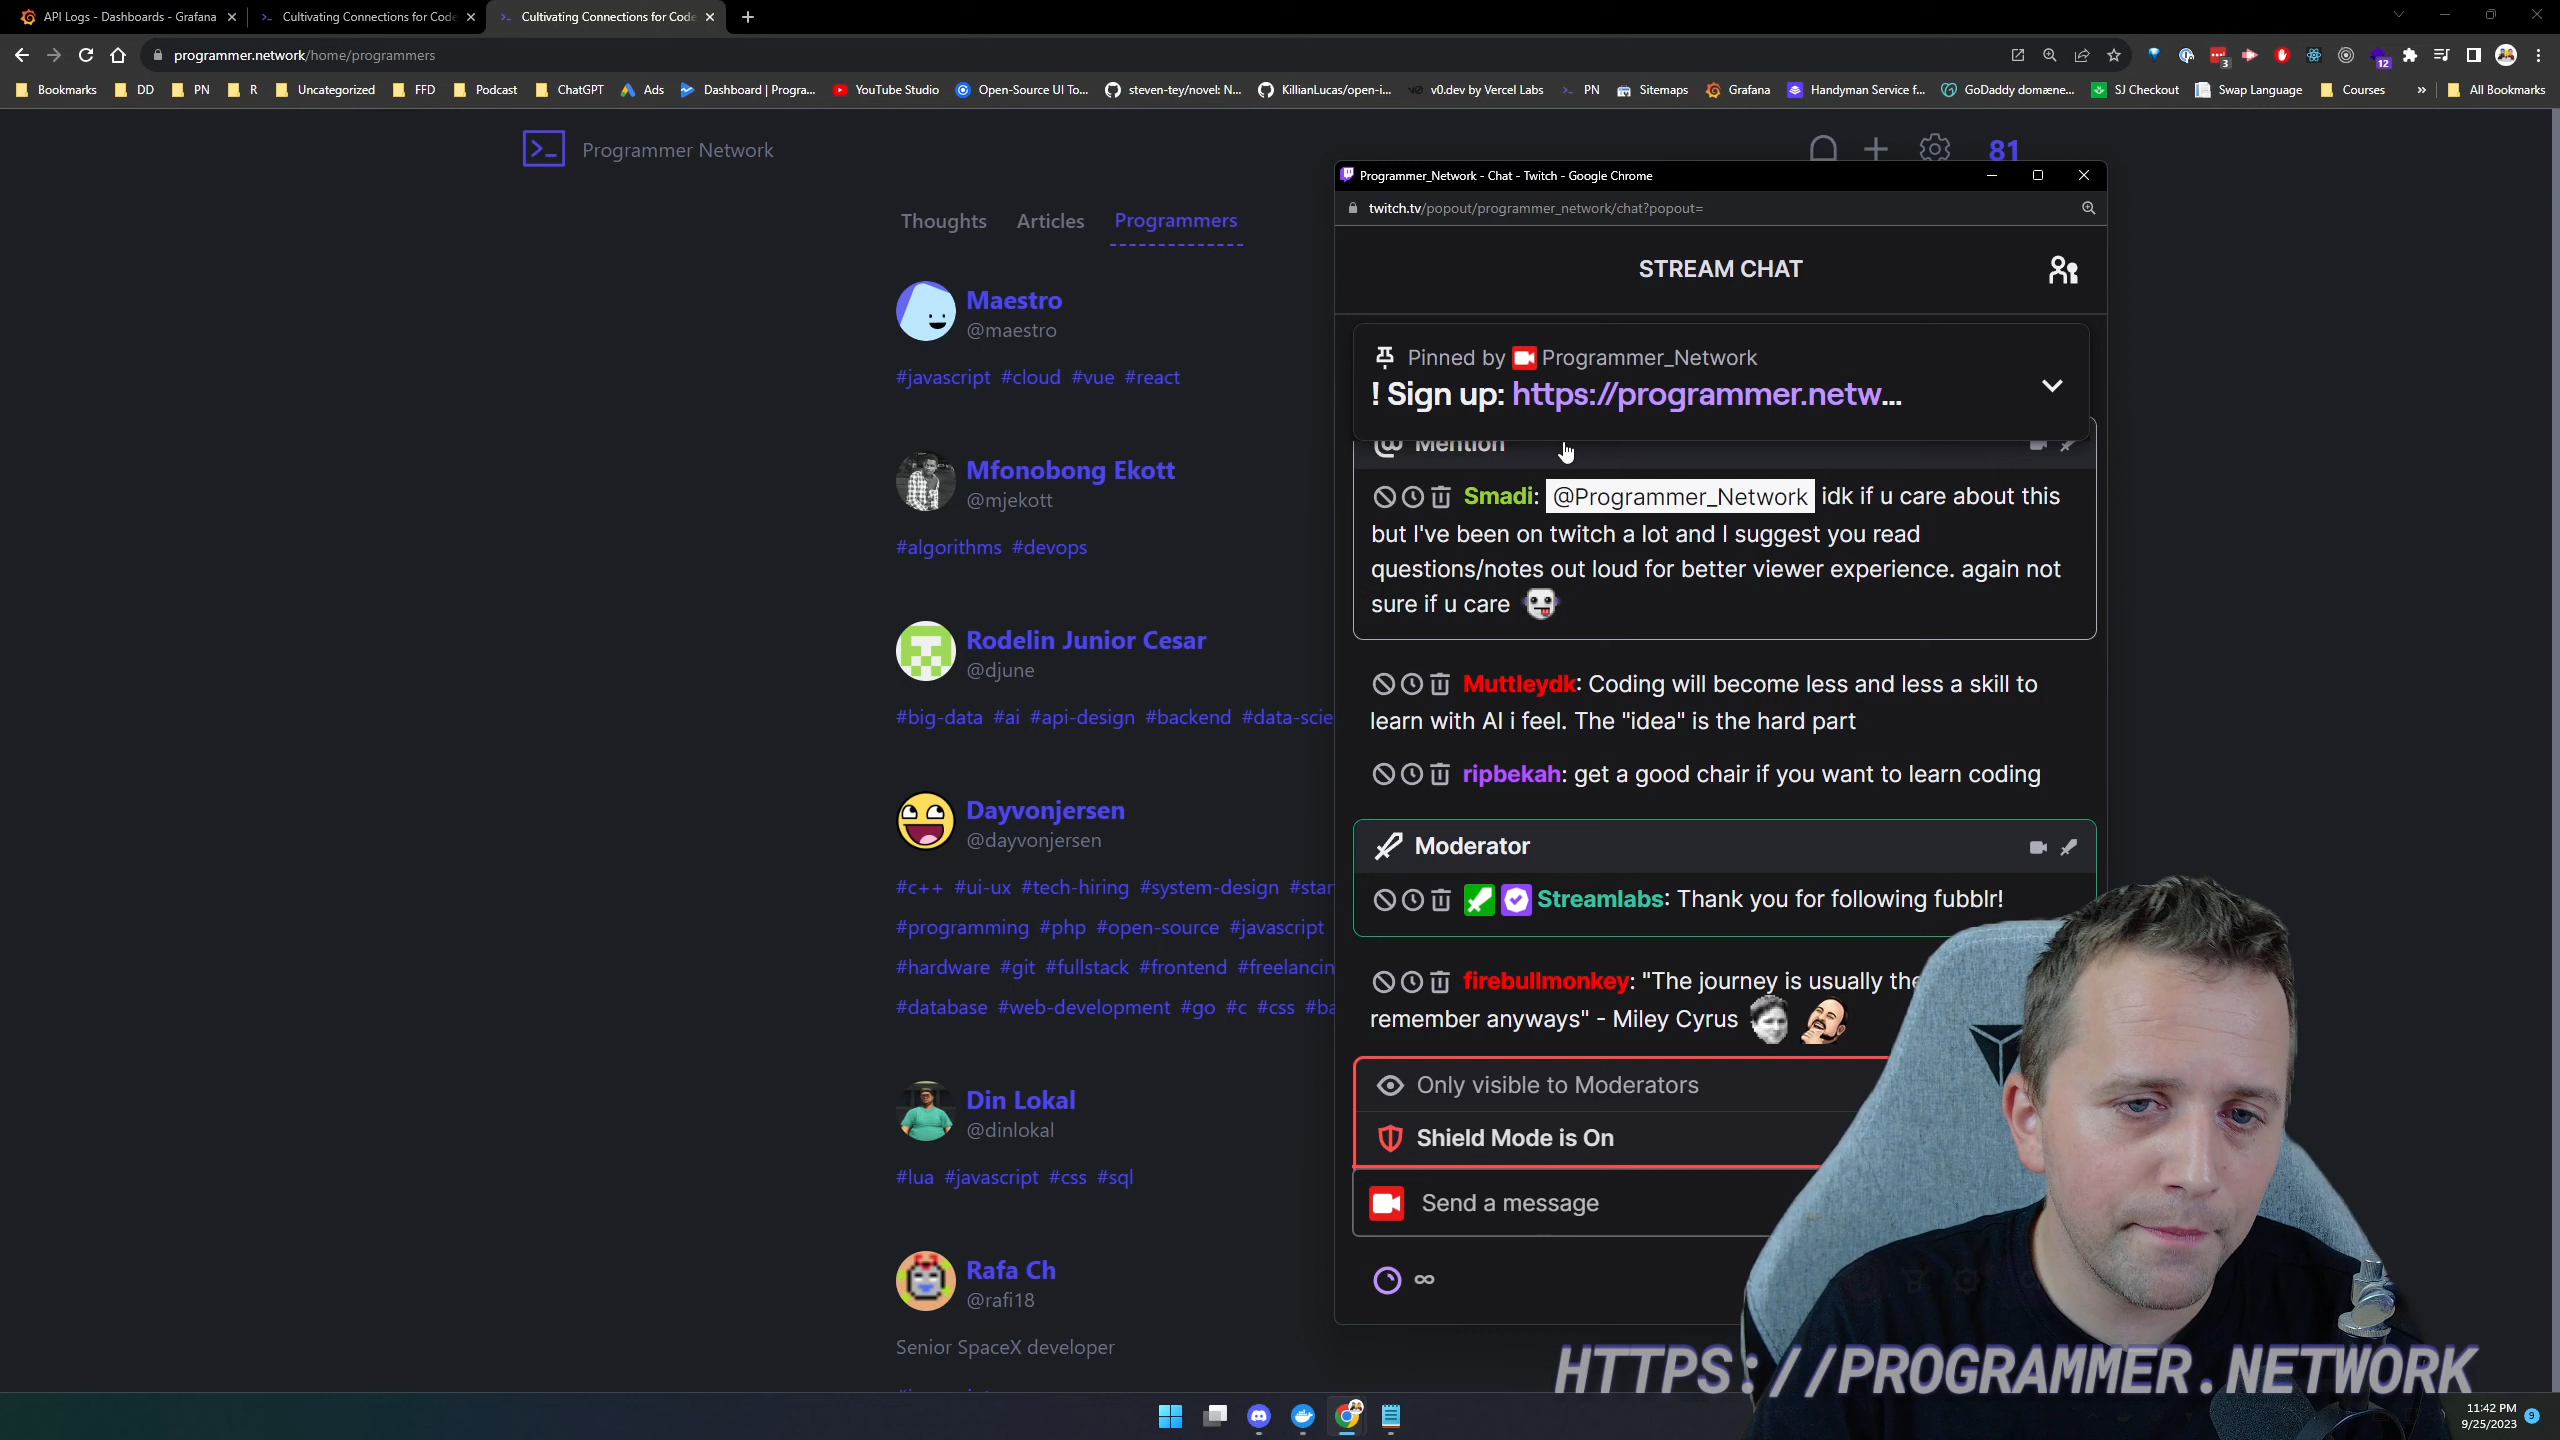 API Logs - Dashboards - Grafana
Cultivating Connections for Code
Cultivating Connections for Code
programmer.network/home/programmers
3
12
Bookmarks DD PN R Uncategorized FFD Podcast ChatGPT Ads Dashboard | Progra... YouTube Studio Open-Source UI To... steven-tey/novel: N... KillianLucas/open-i... v0.dev by Vercel Labs PN Sitemaps Grafana Handyman Service f... GoDaddy domæne... SJ Checkout Swap Language Courses » All Bookmarks
>_ Programmer Network
81
Thoughts Articles Programmers
Maestro
@maestro
#javascript #cloud #vue #react
Mfonobong Ekott
@mjekott
#algorithms #devops
Rodelin Junior Cesar
@djune
#big-data #ai #api-design #backend #data-scie
Dayvonjersen
@dayvonjersen
#c++ #ui-ux #tech-hiring #system-design #star
#programming #php #open-source #javascript
#hardware #git #fullstack #frontend #freelancin
#database #web-development #go #c #css #ba
Din Lokal
@dinlokal
#lua #javascript #css #sql
Rafa Ch
@rafi18
Senior SpaceX developer
Programmer_Network - Chat - Twitch - Google Chrome
twitch.tv/popout/programmer_network/chat?popout=
STREAM CHAT
Pinned by Programmer_Network
! Sign up: https://programmer.netw...
Mention
Smadi: @Programmer_Network idk if u care about this
but I've been on twitch a lot and I suggest you read
questions/notes out loud for better viewer experience. again not
sure if u care
Muttleydk: Coding will become less and less a skill to
learn with AI i feel. The "idea" is the hard part
ripbekah: get a good chair if you want to learn coding
Moderator
Streamlabs: Thank you for following fubblr!
firebullmonkey: "The journey is usually the
remember anyways" - Miley Cyrus
Only visible to Moderators
Shield Mode is On
Send a message
∞
HTTPS://PROGRAMMER.NETWORK
11:42 PM
9/25/2023
9